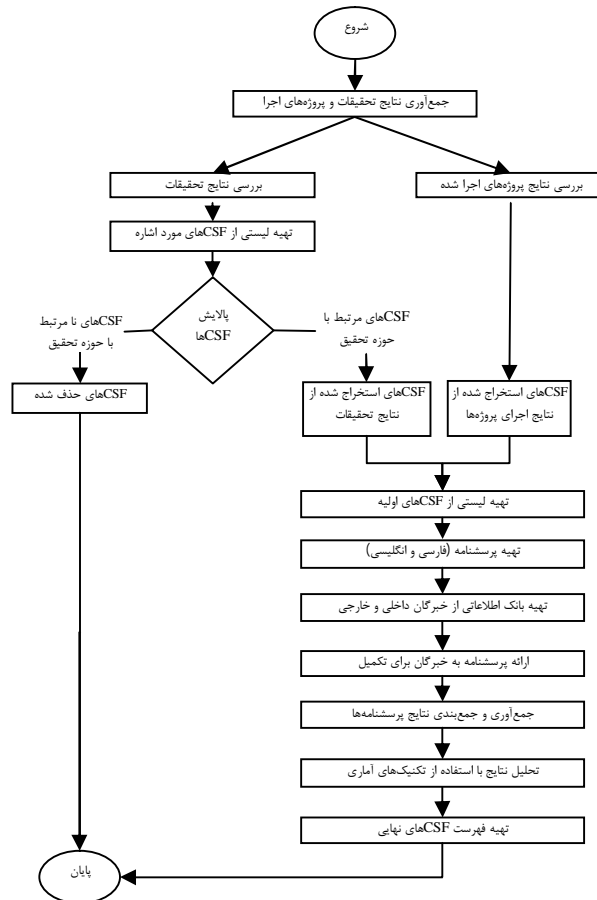 شروع
جمع‌آوری نتایج تحقیقات و پروژه‌های اجرا
بررسی نتایج پروژه‌های اجرا شده
بررسی نتایج تحقیقات
تهیه لیستی از CSFهای مورد اشاره
پالایش
CSFها
CSFهای مرتبط با
حوزه تحقیق
CSFهای نا مرتبط
با حوزه تحقیق
CSFهای حذف شده
CSFهای استخراج شده از
نتایج اجرای پروژه‌ها
CSFهای استخراج شده از
نتایج تحقیقات
تهیه لیستی از CSFهای اولیه
تهیه پرسشنامه (فارسی و انگلیسی)
تهیه بانک اطلاعاتی از خبرگان داخلی و خارجی
ارائه پرسشنامه به خبرگان برای تکمیل
جمع‌آوری و جمع‌بندی نتایج پرسشنامه‌ها
تحلیل نتایج با استفاده از تکنیک‌های آماری
تهیه فهرست CSFهای نهایی
پایان